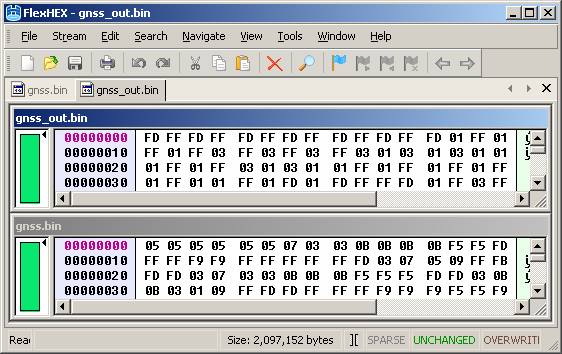 FlexHEX - gnss_out.bin
File Stream Edit Search Navigate View Tools Window Help
gnss.bin gnss_out.bin
gnss_out.bin
00000000 FD FF FD FF FD FF FD FF FD FF FD FF FD 01 FF 01
00000010 FF 01 FF 03 FF 03 FF 03 FF 03 01 03 01 03 01 01
00000020 01 FF 01 FF 03 01 03 01 01 FF 01 FF 01 FF 01 01
00000030 01 FF 01 01 FF 01 FD 01 FF FF FD 01 FF 03 FF
gnss.bin
00000000 05 05 05 05 05 05 07 03 03 0B 0B 0B 0B F5 F5 FD
00000010 FF FF F9 F9 FF FF FF FF FF FD 03 07 05 09 FF FB
00000020 FD FD 03 07 03 03 0B 0B 0B F5 F5 F5 FD FD 03 0B
00000030 0B 03 01 09 FF FD FD FF FF FF FF F9 F9 F5 F5 F9
Size: 2,097,152 bytes ][ SPARSE UNCHANGED OVERWRITI